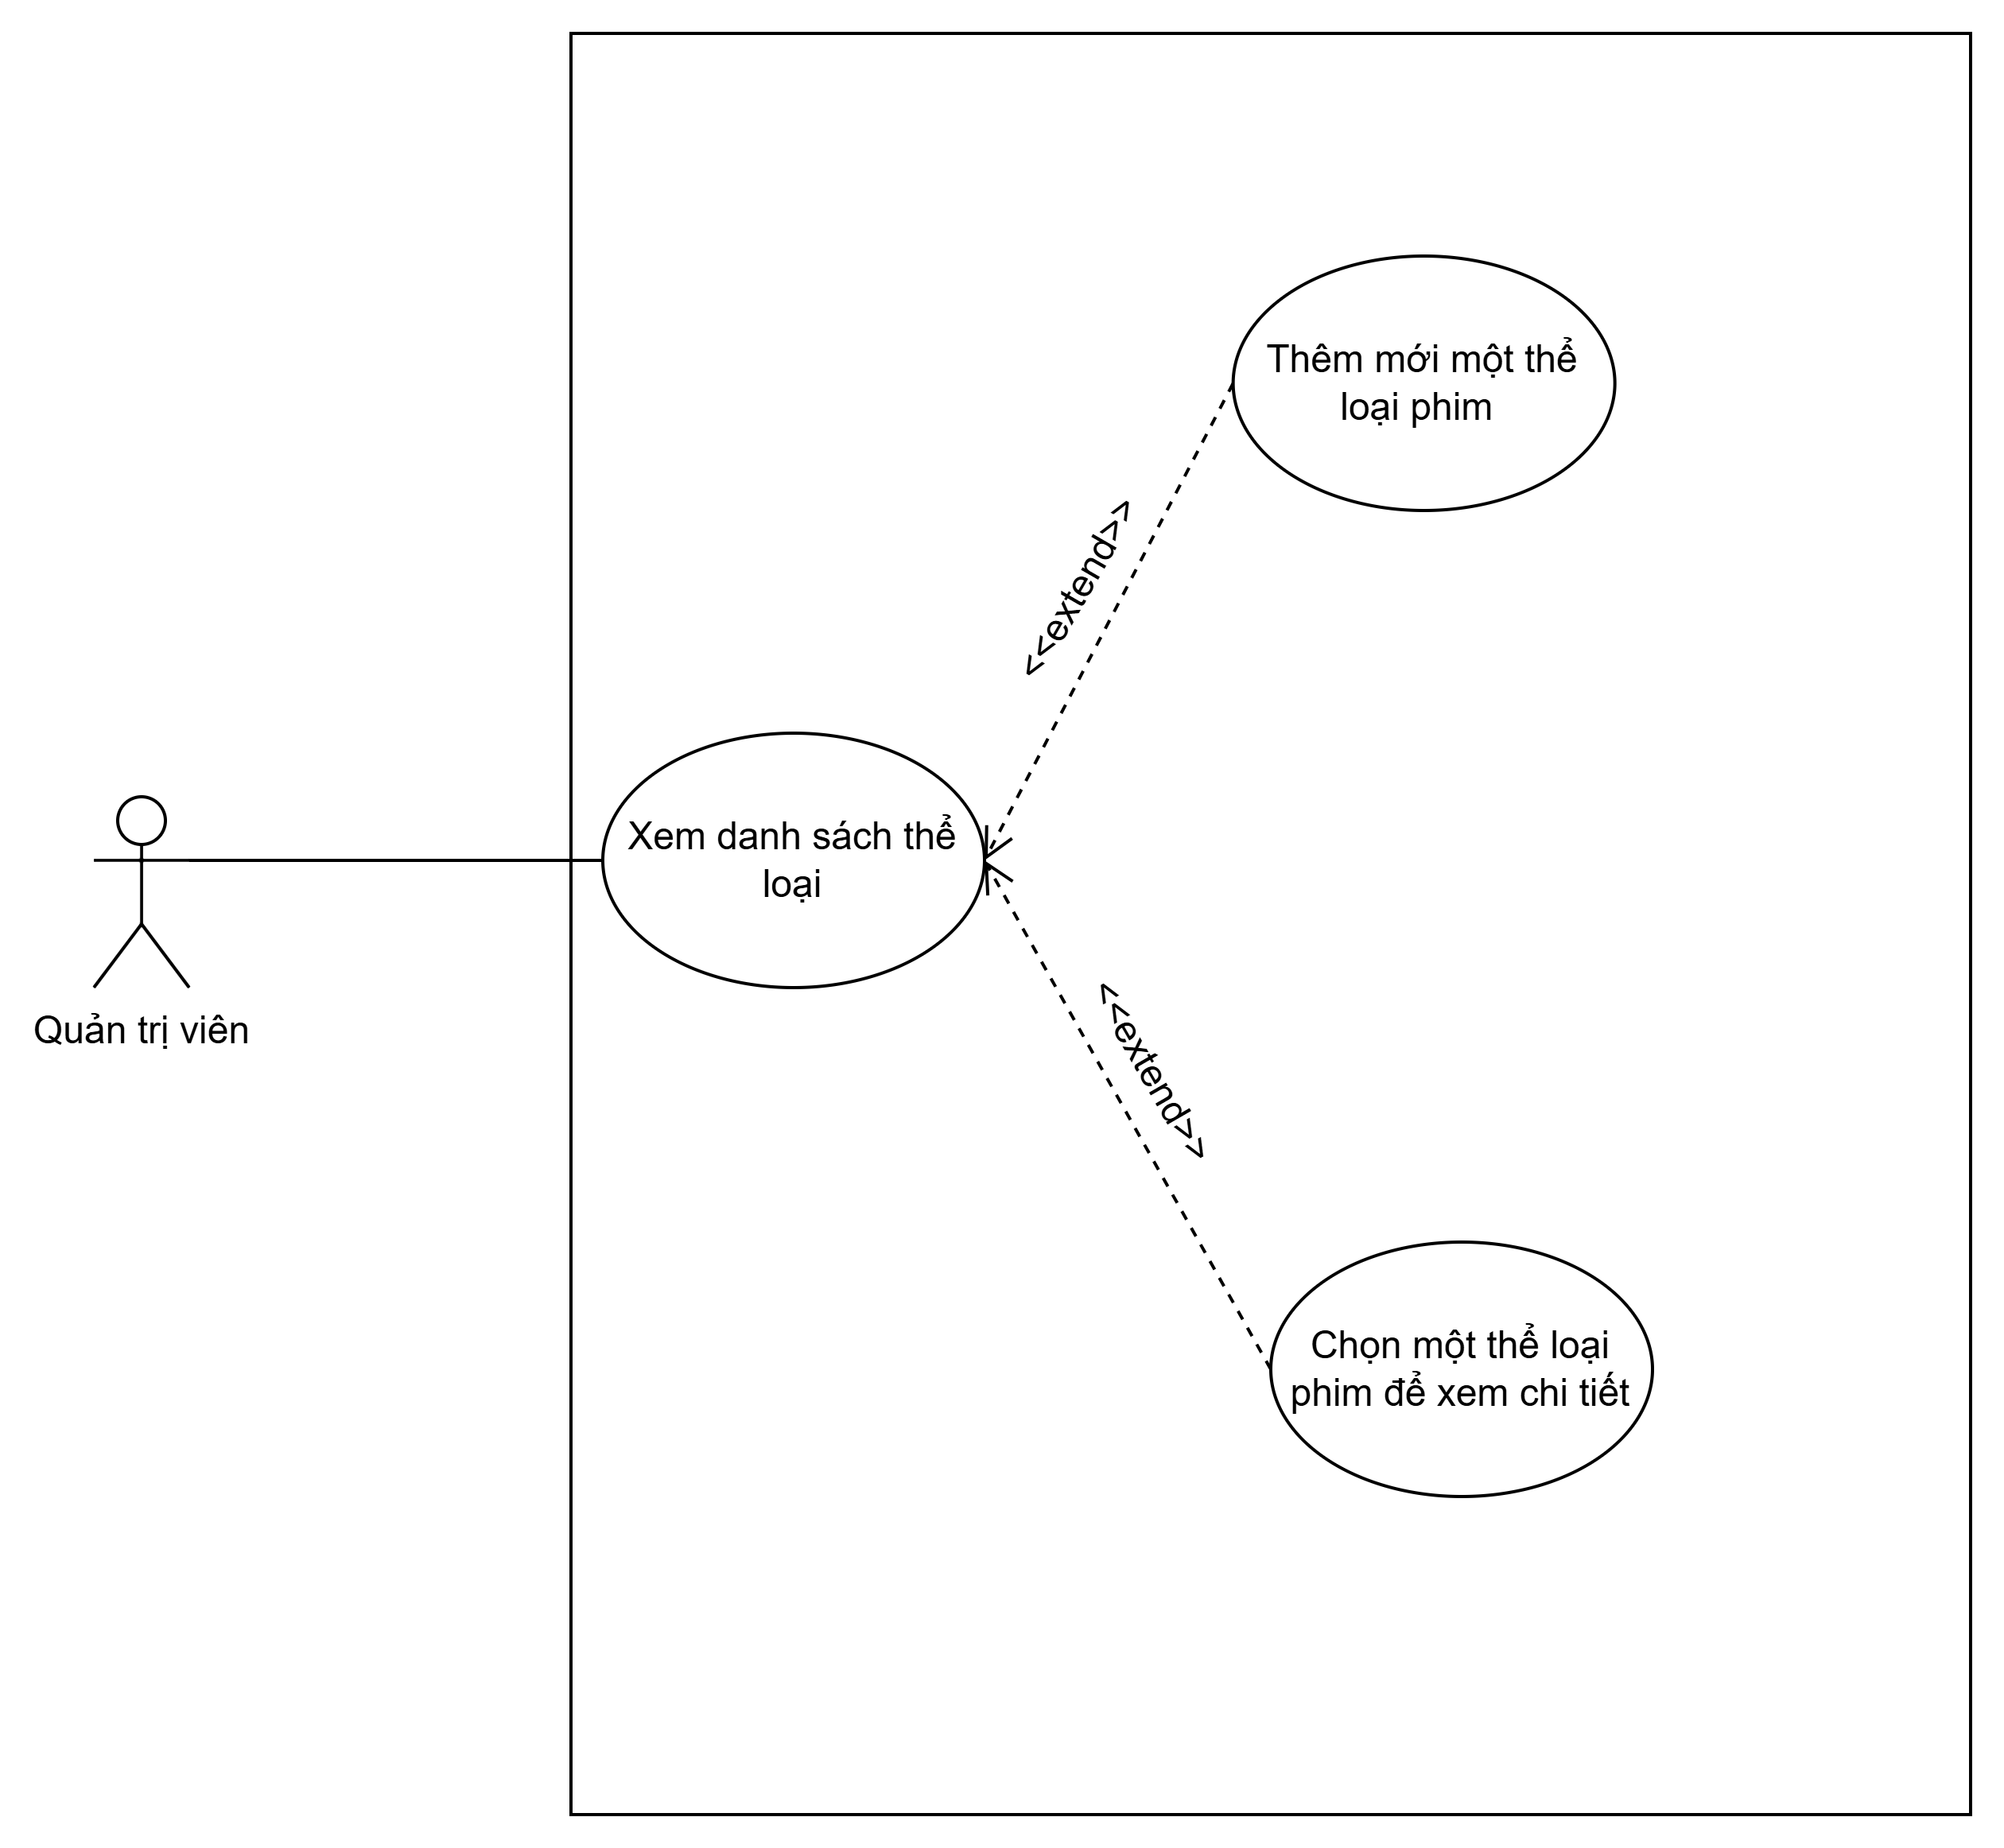 Thêm mới một thể
loại phim
<<extend>>
Xem danh sách thể
loại
Quản trị viên
<<extend>>
Chọn một thể loại
phim để xem chi tiết